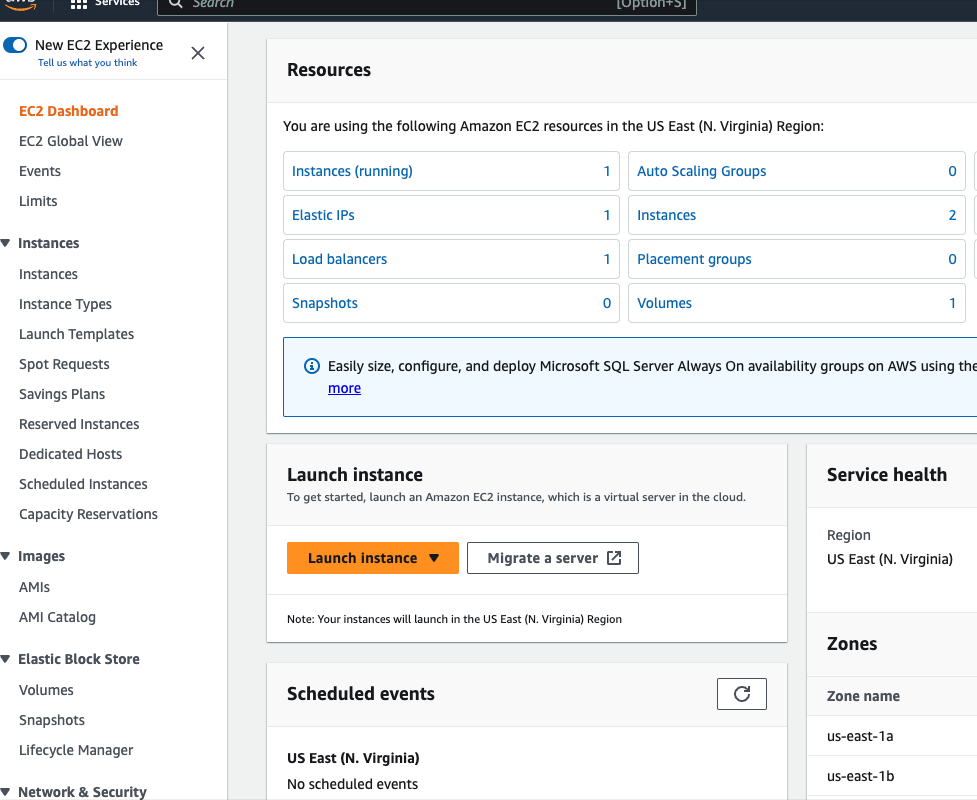 aws
Services
Search
[Option+S]
New EC2 Experience
Tell us what you think
EC2 Dashboard
EC2 Global View
Events
Limits
Instances
Instances
Instance Types
Launch Templates
Spot Requests
Savings Plans
Reserved Instances
Dedicated Hosts
Scheduled Instances
Capacity Reservations
Images
AMIs
AMI Catalog
Elastic Block Store
Volumes
Snapshots
Lifecycle Manager
Network & Security
Resources
You are using the following Amazon EC2 resources in the US East (N. Virginia) Region:
Instances (running) 1
Auto Scaling Groups 0
Elastic IPs 1
Instances 2
Load balancers 1
Placement groups 0
Snapshots 0
Volumes 1
Easily size, configure, and deploy Microsoft SQL Server Always On availability groups on AWS using the
more
Launch instance
To get started, launch an Amazon EC2 instance, which is a virtual server in the cloud.
Launch instance
Migrate a server
Note: Your instances will launch in the US East (N. Virginia) Region
Scheduled events
US East (N. Virginia)
No scheduled events
Service health
Region
US East (N. Virginia)
Zones
Zone name
us-east-1a
us-east-1b